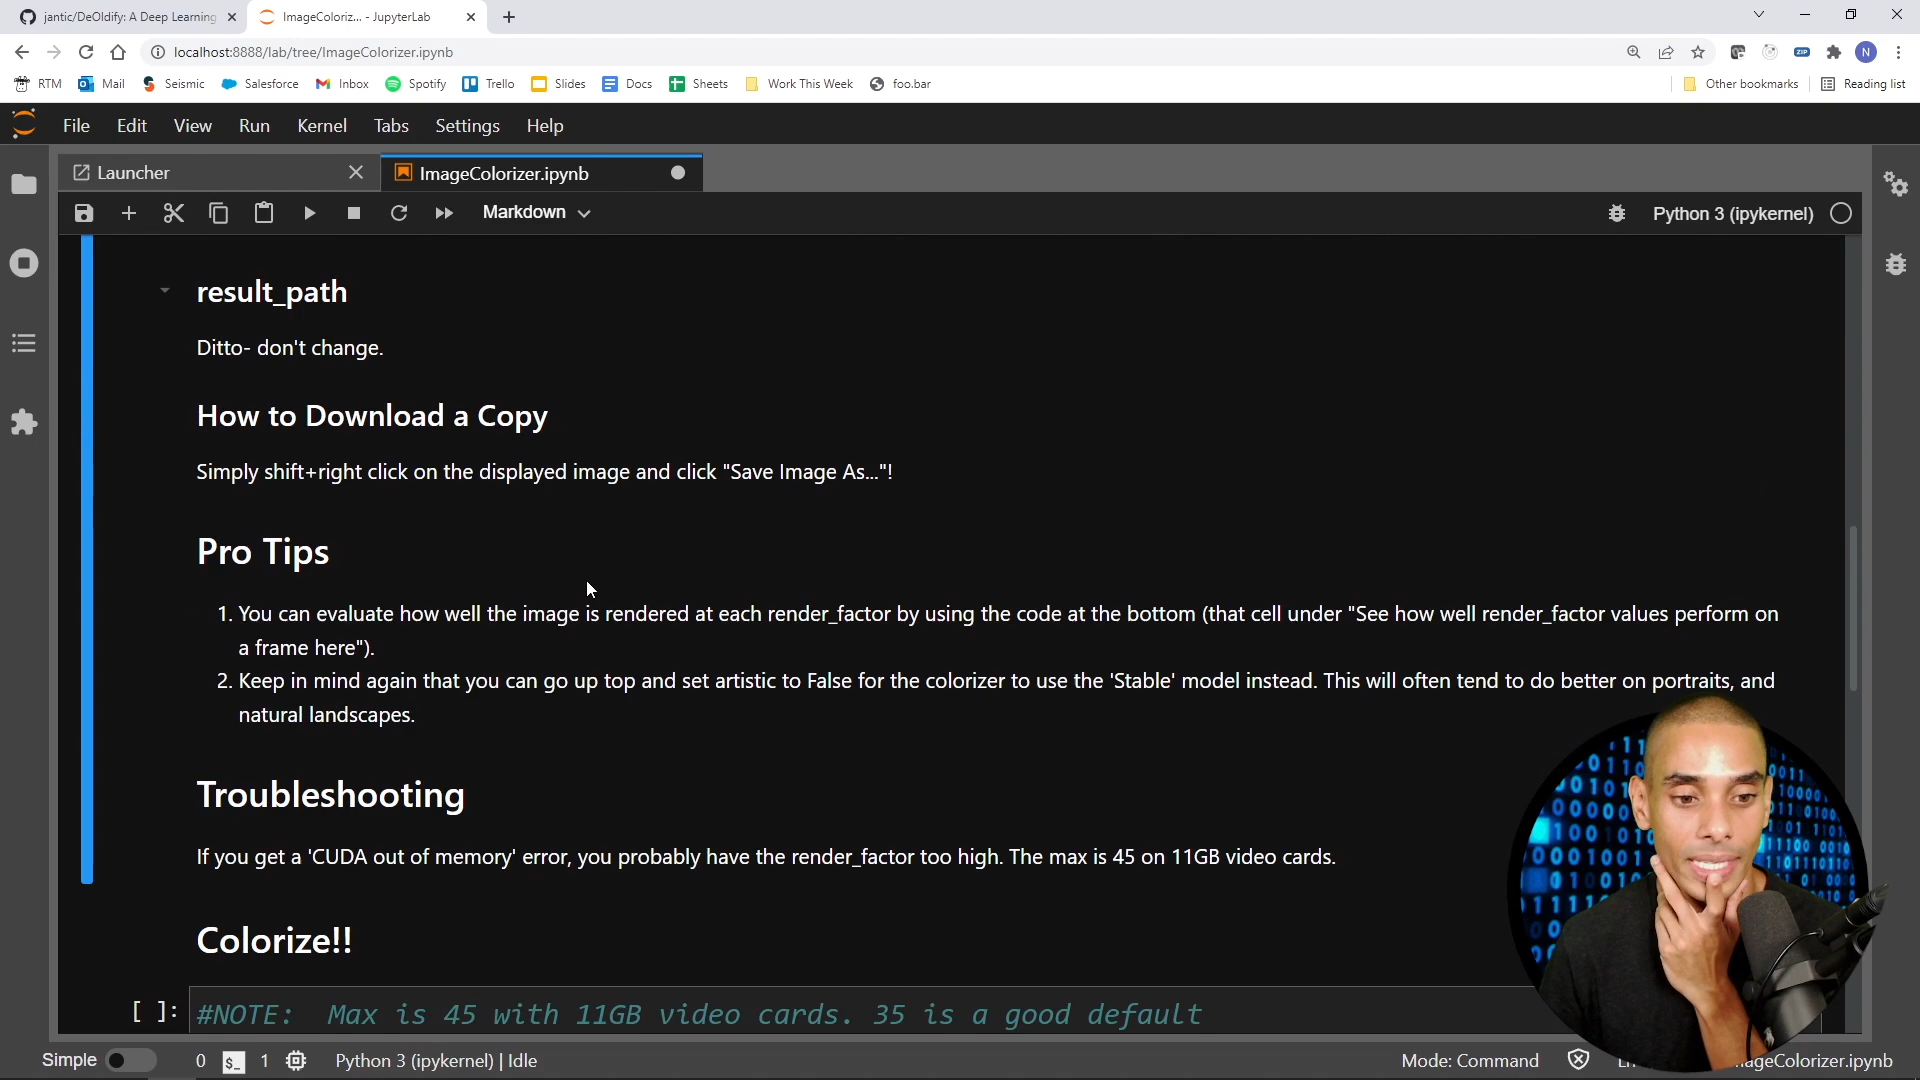 jantic/DeOldify: A Deep Learning
ImageColoriz... - JupyterLab
localhost:8888/lab/tree/ImageColorizer.ipynb
ZIP
N
RTM Mail Seismic Salesforce Inbox Spotify Trello Slides Docs Sheets Work This Week foo.bar Other bookmarks Reading list
File Edit View Run Kernel Tabs Settings Help
Launcher ImageColorizer.ipynb
Markdown Python 3 (ipykernel)
result_path
Ditto- don't change.
How to Download a Copy
Simply shift+right click on the displayed image and click "Save Image As..."!
Pro Tips
1. You can evaluate how well the image is rendered at each render_factor by using the code at the bottom (that cell under "See how well render_factor values perform on
a frame here").
2. Keep in mind again that you can go up top and set artistic to False for the colorizer to use the 'Stable' model instead. This will often tend to do better on portraits, and
natural landscapes.
Troubleshooting
If you get a 'CUDA out of memory' error, you probably have the render_factor too high. The max is 45 on 11GB video cards.
Colorize!!
[ ]: #NOTE: Max is 45 with 11GB video cards. 35 is a good default
Simple 0 $_ 1 Python 3 (ipykernel) | Idle Mode: Command ageColorizer.ipynb